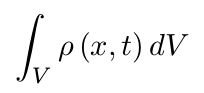 ∫_V ρ (x, t) dV